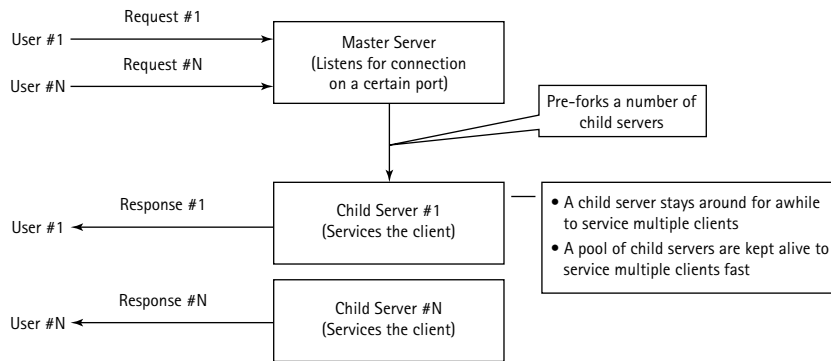 Request #1
User #1
Request #N
User #N
Master Server
(Listens for connection
on a certain port)
Pre-forks a number of
child servers
Response #1
User #1
Child Server #1
(Services the client)
• A child server stays around for awhile
to service multiple clients
• A pool of child servers are kept alive to
service multiple clients fast
Response #N
User #N
Child Server #N
(Services the client)